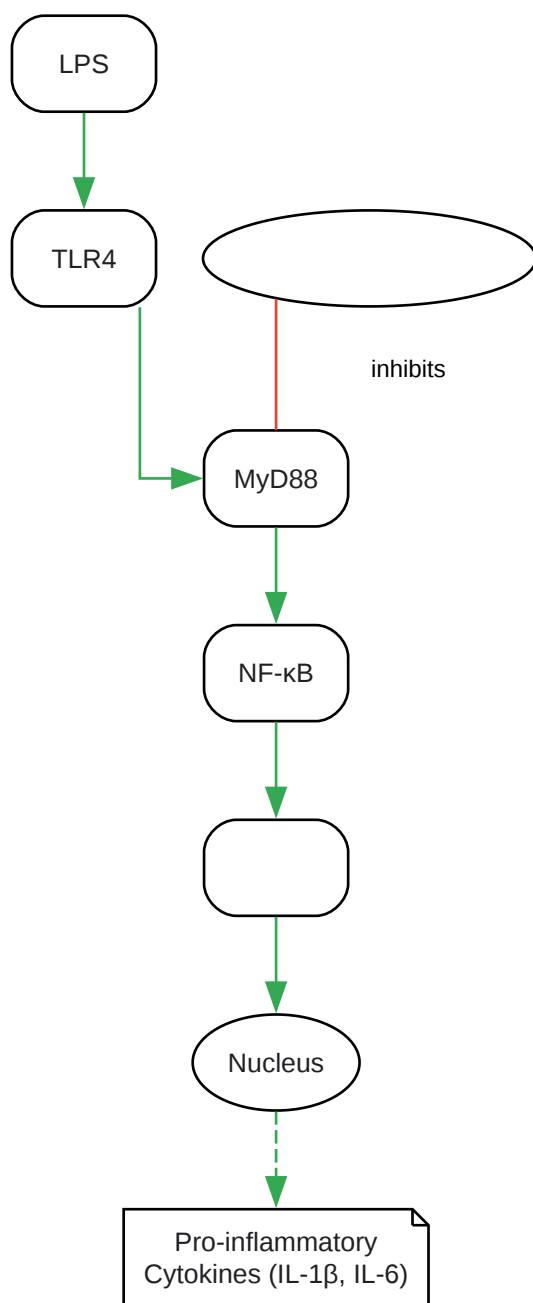 LPS
TLR4
inhibits
MyD88
NF-κB
Nucleus
Pro-inflammatory
Cytokines (IL-1β, IL-6)